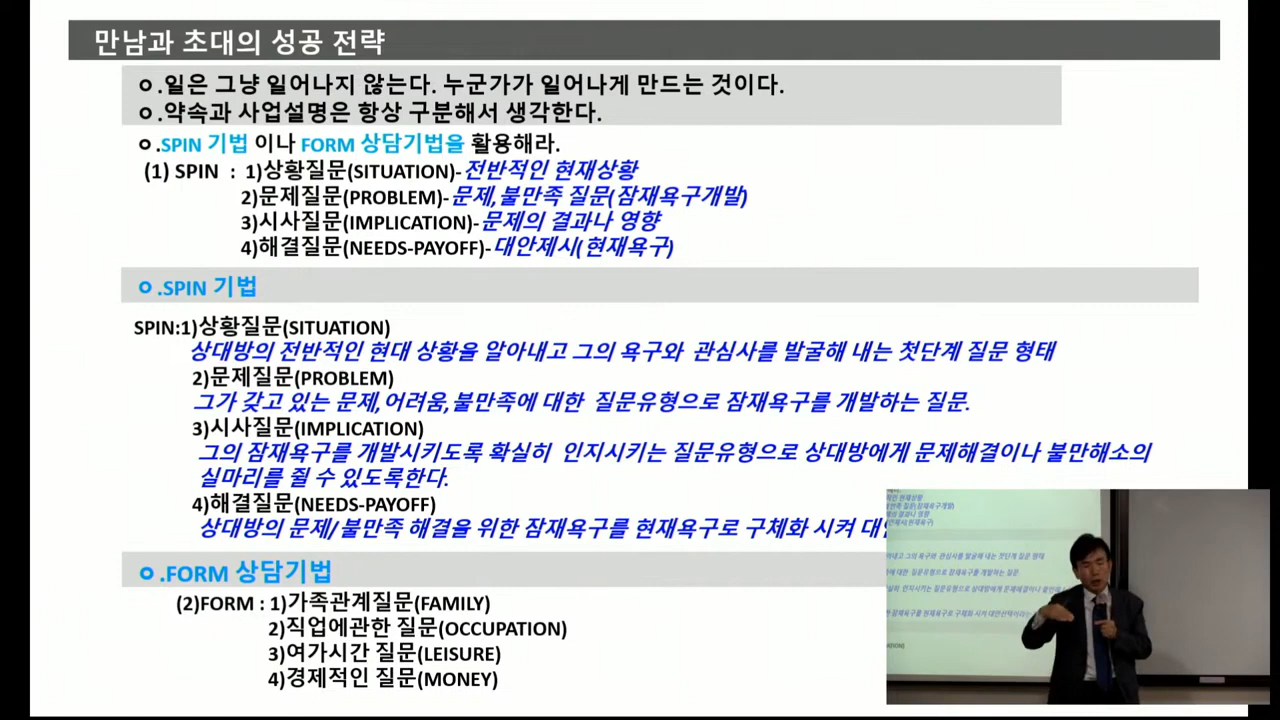 만남과 초대의 성공 전략
ㅇ.일은 그냥 일어나지 않는다. 누군가가 일어나게 만드는 것이다.
ㅇ.약속과 사업설명은 항상 구분해서 생각한다.
ㅇ.SPIN 기법 이나 FORM 상담기법을 활용해라.
(1) SPIN : 1)상황질문(SITUATION)-전반적인 현재상황
2)문제질문(PROBLEM)-문제,불만족 질문(잠재욕구개발)
3)시사질문(IMPLICATION)-문제의 결과나 영향
4)해결질문(NEEDS-PAYOFF)-대안제시(현재욕구)
ㅇ.SPIN 기법
SPIN:1)상황질문(SITUATION)
상대방의 전반적인 현대 상황을 알아내고 그의 욕구와 관심사를 발굴해 내는 첫단계 질문 형태
2)문제질문(PROBLEM)
그가 갖고 있는 문제,어려움,불만족에 대한 질문유형으로 잠재욕구를 개발하는 질문.
3)시사질문(IMPLICATION)
그의 잠재욕구를 개발시키도록 확실히 인지시키는 질문유형으로 상대방에게 문제해결이나 불만해소의
실마리를 쥘 수 있도록한다.
4)해결질문(NEEDS-PAYOFF)
상대방의 문제/불만족 해결을 위한 잠재욕구를 현재욕구로 구체화 시켜
ㅇ.FORM 상담기법
(2)FORM : 1)가족관계질문(FAMILY)
2)직업에관한 질문(OCCUPATION)
3)여가시간 질문(LEISURE)
4)경제적인 질문(MONEY)